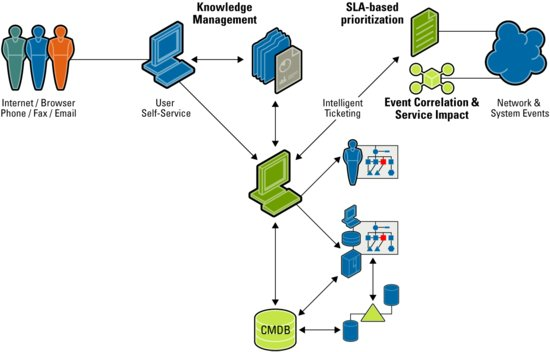 Knowledge
Management
SLA-based
prioritization
Internet / Browser
Phone / Fax / Email
User
Self-Service
Intelligent
Ticketing
Event Correlation &
Service Impact
Network &
System Events
CMDB